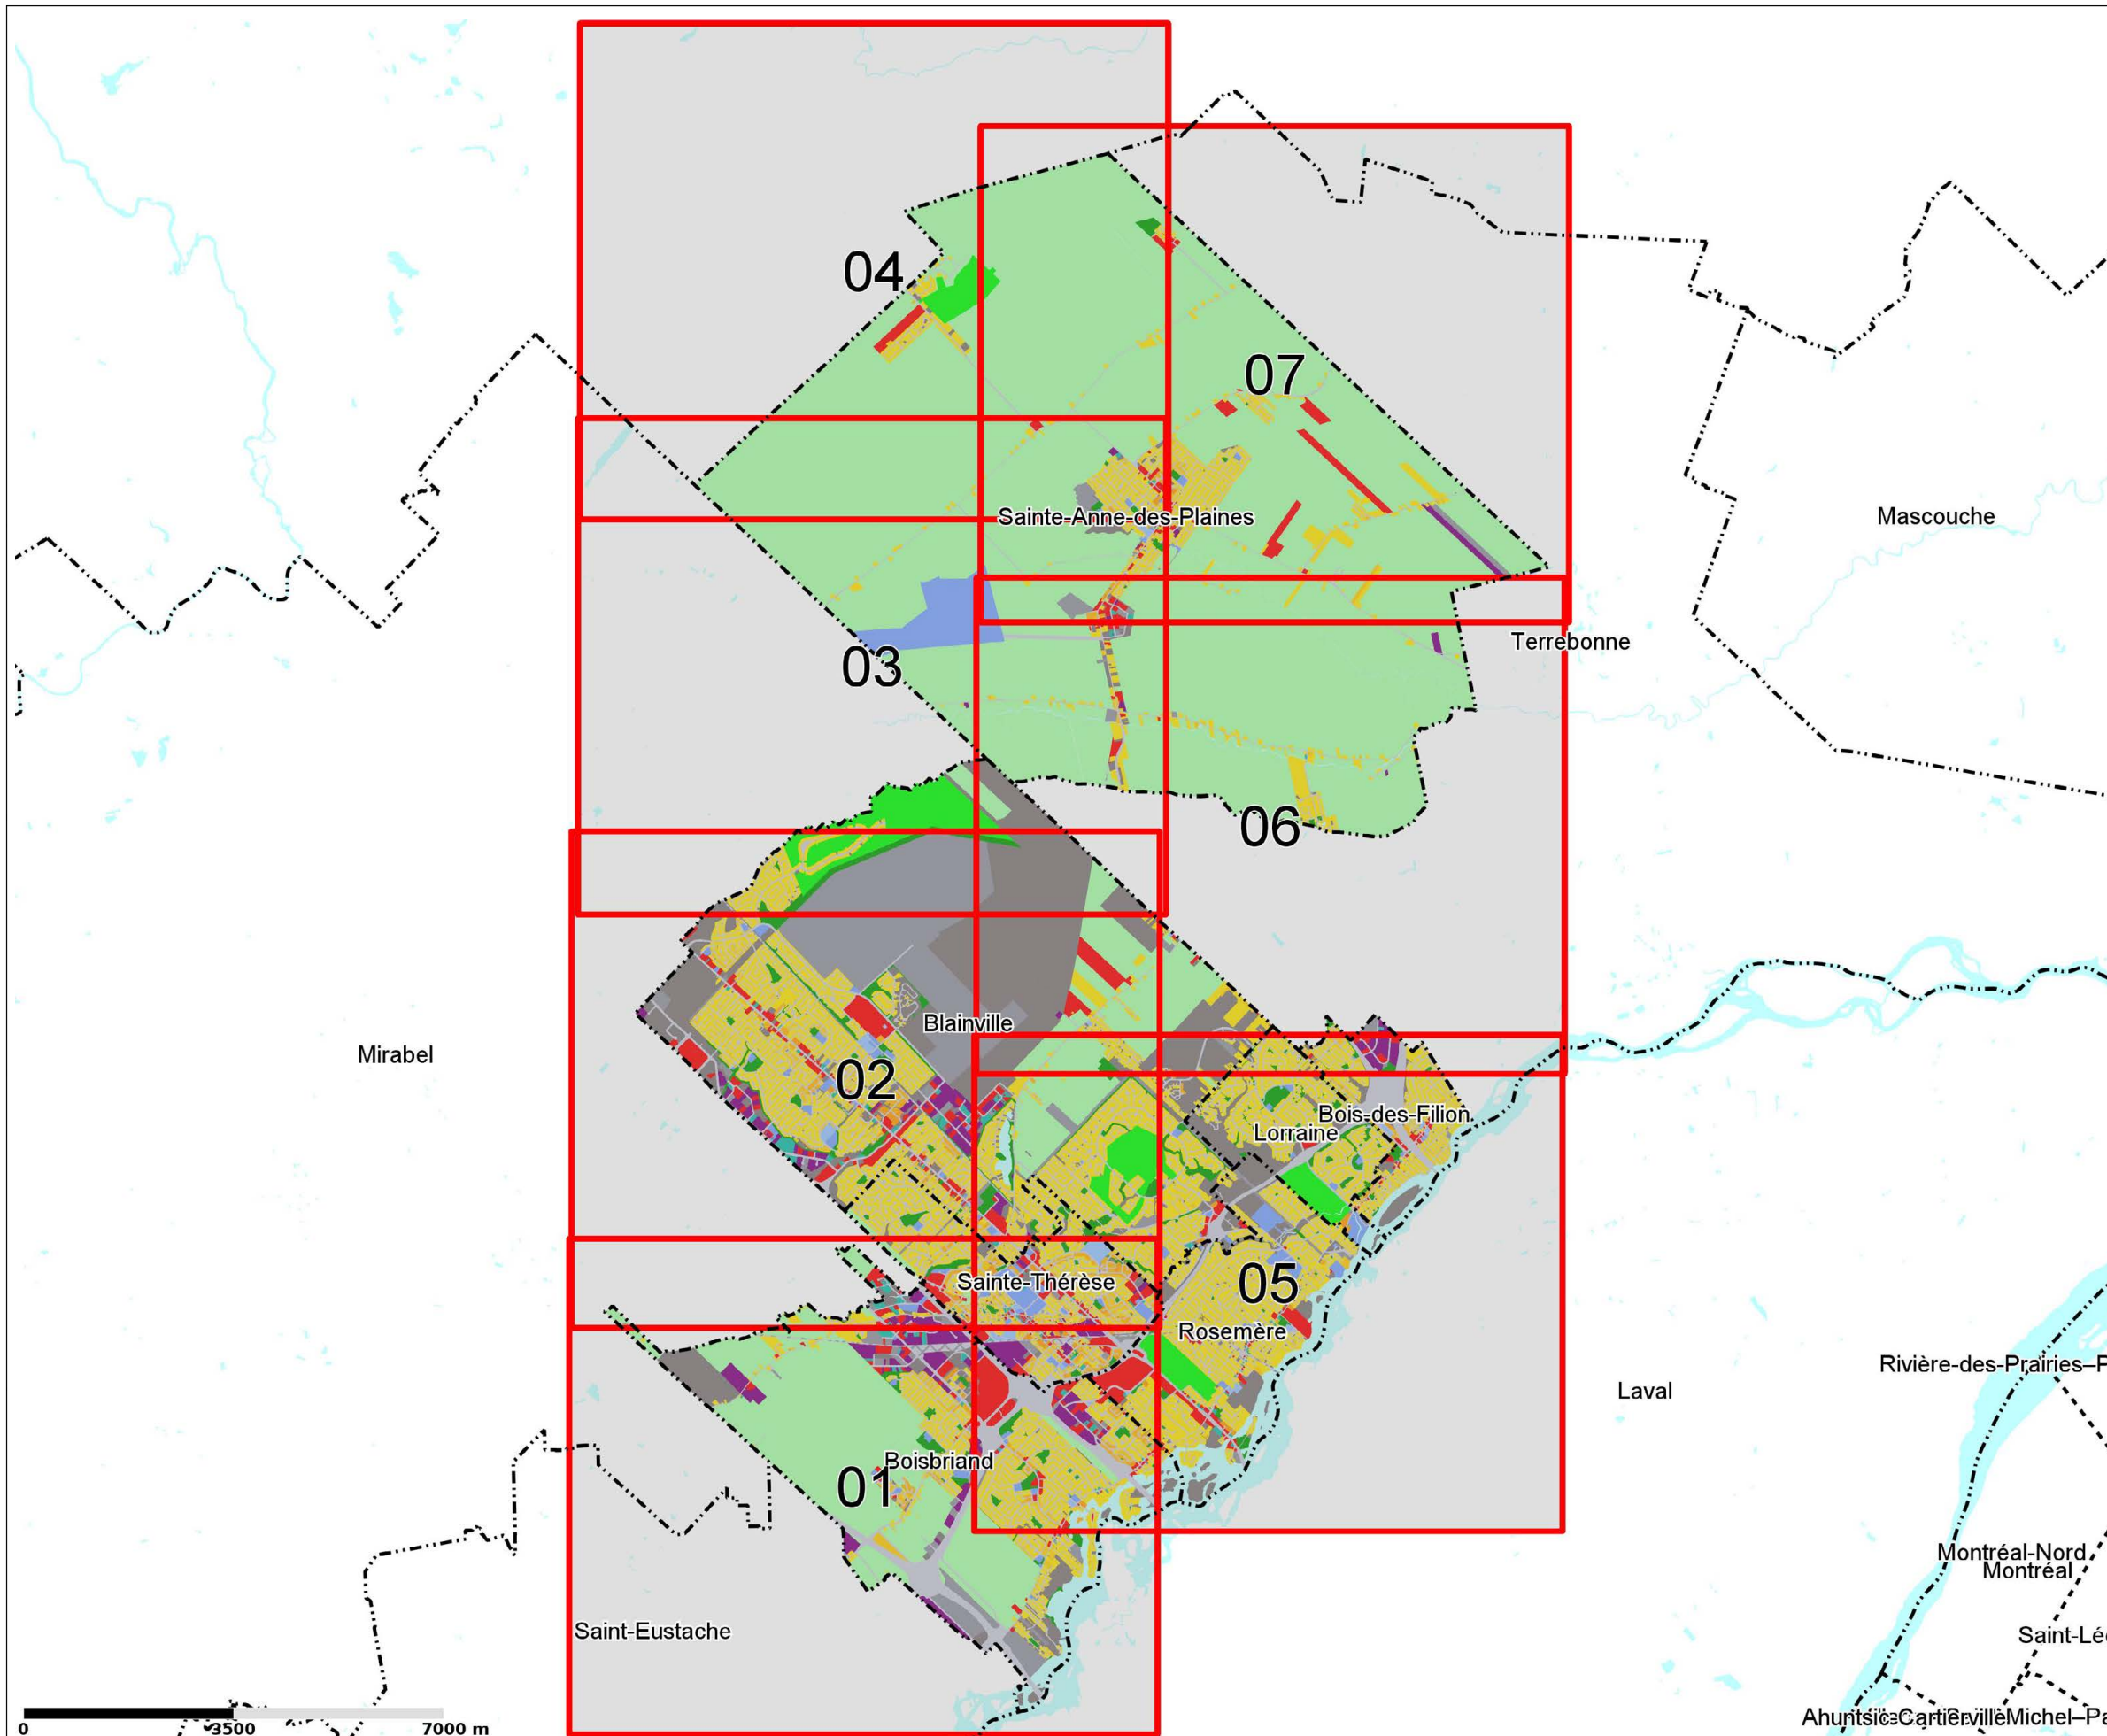 04
07
Sainte-Anne-des-Plaines
Mascouche
Terrebonne
03
06
Blainville
Mirabel
02
Bois-des-Filion
Lorraine
Sainte-Thérèse
05
Rosemère
Rivière-des-Prairies–P
Laval
Boisbriand
01
Montréal-Nord
Montréal
Saint-Eustache
Saint-Lé
0 3500 7000 m